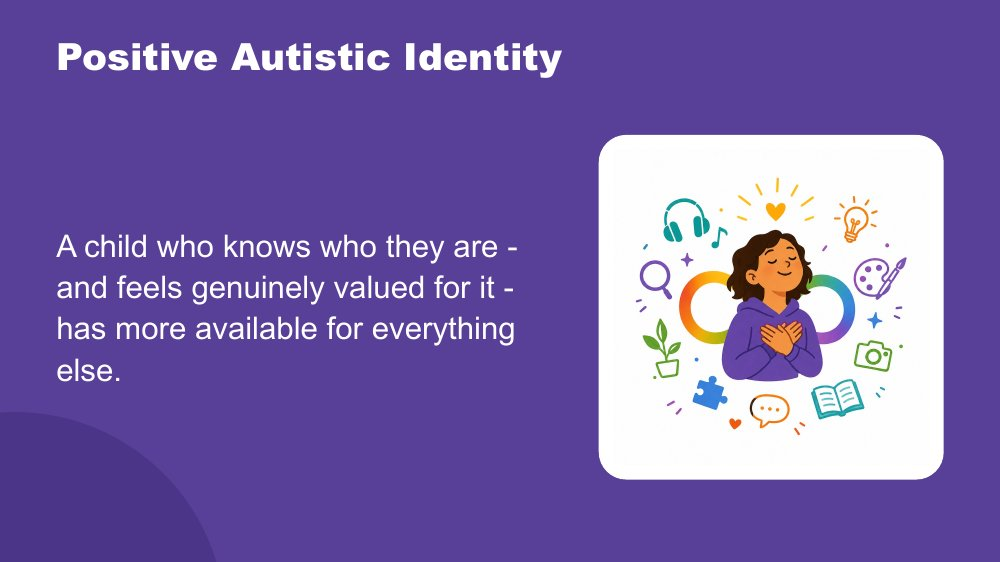 Positive Autistic Identity
A child who knows who they are -
and feels genuinely valued for it -
has more available for everything
else.